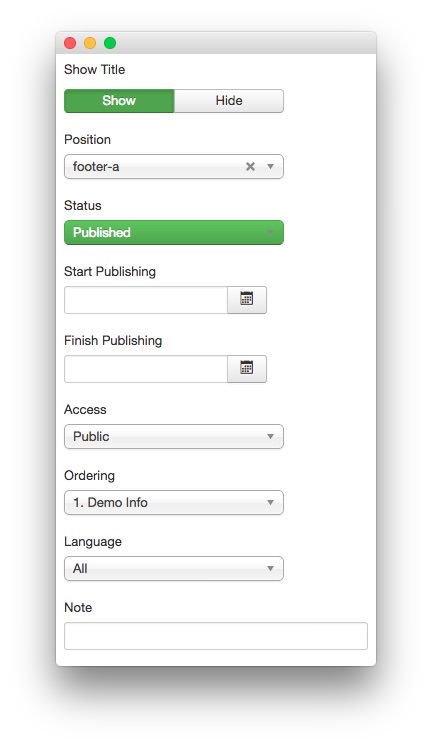 Show Title
Show Hide
Position
footer-a
Status
Published
Start Publishing
Finish Publishing
Access
Public
Ordering
1. Demo Info
Language
All
Note